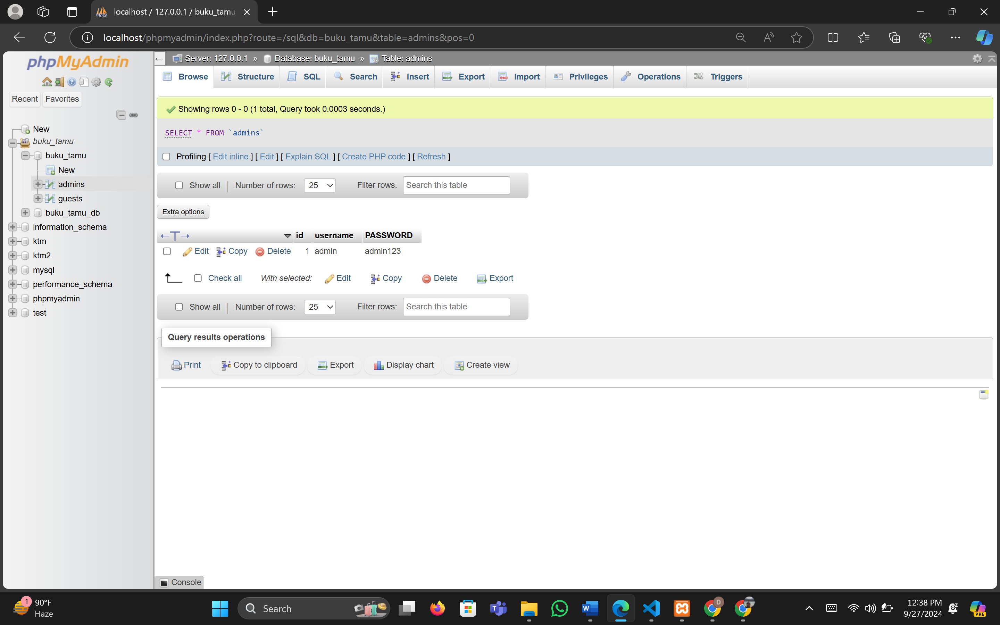 localhost / 127.0.0.1 / buku_tamu
localhost/phpmyadmin/index.php?route=/sql&db=buku_tamu&table=admins&pos=0
phpMyAdmin
Recent Favorites
New
buku_tamu
buku_tamu
New
admins
guests
buku_tamu_db
information_schema
ktm
ktm2
mysql
performance_schema
phpmyadmin
test
Server: 127.0.0.1 » Database: buku_tamu » Table: admins
Browse Structure SQL Search Insert Export Import Privileges Operations Triggers
Showing rows 0 - 0 (1 total, Query took 0.0003 seconds.)
SELECT * FROM `admins`
Profiling [ Edit inline ] [ Edit ] [ Explain SQL ] [ Create PHP code ] [ Refresh ]
Show all | Number of rows: 25 Filter rows: Search this table
Extra options
←T→ id username PASSWORD
Edit Copy Delete 1 admin admin123
Check all With selected: Edit Copy Delete Export
Show all | Number of rows: 25 Filter rows: Search this table
Query results operations
Print Copy to clipboard Export Display chart Create view
Console
1 90°F
Haze
Search
D
12:38 PM
9/27/2024
PRE